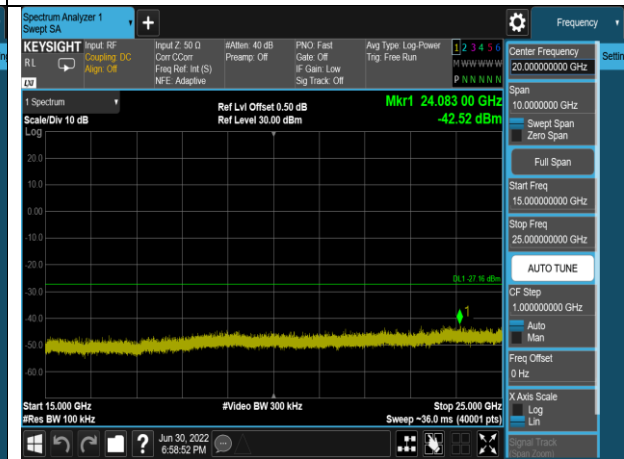 Spectrum Analyzer 1
Swept SA
+
Frequency
KEYSIGHT
RL
LXI
Input: RF
Coupling: DC
Align: Off
Input Z: 50 Ω
Corr CCorr
Freq Ref: Int (S)
NFE: Adaptive
#Atten: 40 dB
Preamp: Off
PNO: Fast
Gate: Off
IF Gain: Low
Sig Track: Off
Avg Type: Log-Power
Trig: Free Run
1 2 3 4 5 6
M W W W W W
P N N N N N
1 Spectrum
Scale/Div 10 dB
Log
Ref Lvl Offset 0.50 dB
Ref Level 30.00 dBm
Mkr1 24.083 00 GHz
-42.52 dBm
20.0
10.0
0.00
-10.0
-20.0
-30.0
-40.0
-50.0
-60.0
DL1 -27.16 dBm
1
Start 15.000 GHz
#Res BW 100 kHz
#Video BW 300 kHz
Stop 25.000 GHz
Sweep ~36.0 ms (40001 pts)
Jun 30, 2022
6:58:52 PM
?
Center Frequency
20.000000000 GHz
Span
10.0000000 GHz
Swept Span
Zero Span
Full Span
Start Freq
15.000000000 GHz
Stop Freq
25.000000000 GHz
AUTO TUNE
CF Step
1.000000000 GHz
Auto
Man
Freq Offset
0 Hz
X Axis Scale
Log
Lin
Signal Track
(Span Zoom)